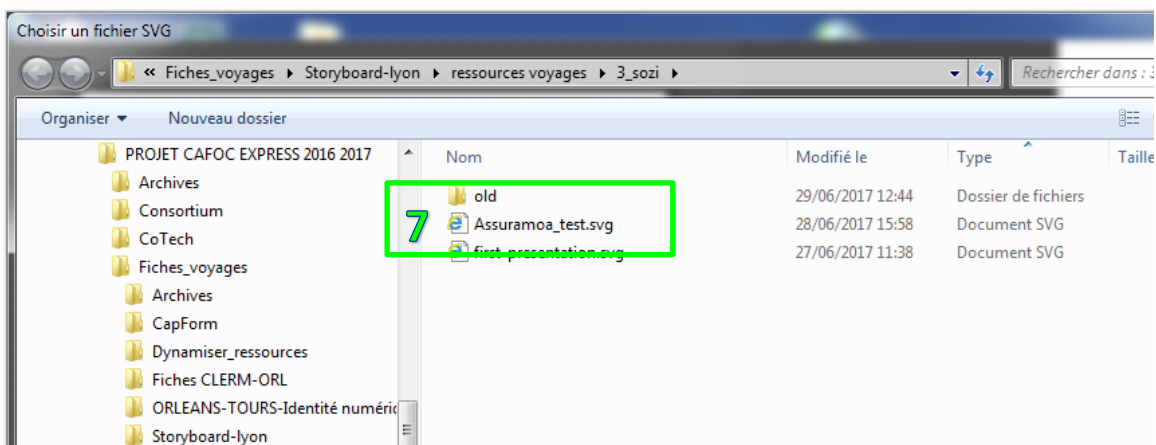 Choisir un fichier SVG
« Fiches_voyages ▸ Storyboard-lyon ▸ ressources voyages ▸ 3_sozi ▸ Rechercher dans : 3
Organiser Nouveau dossier
PROJET CAFOC EXPRESS 2016 2017
Archives
Consortium
CoTech
Fiches_voyages
Archives
CapForm
Dynamiser_ressources
Fiches CLERM-ORL
ORLEANS-TOURS-Identité numéric
Storyboard-lyon
Nom Modifié le Type Taille
old 29/06/2017 12:44 Dossier de fichiers
7 Assuramoa_test.svg 28/06/2017 15:58 Document SVG
first-presentation.svg 27/06/2017 11:38 Document SVG